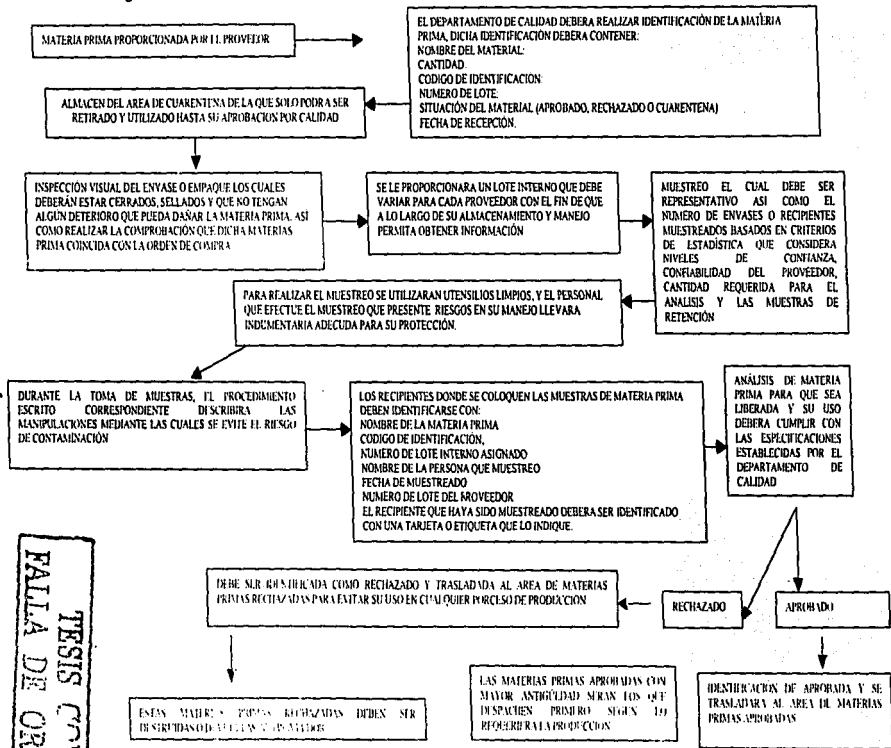 MATERIA PRIMA PROPORCIONADA POR EL PROVEDOR
EL DEPARTAMENTO DE CALIDAD DEBERA REALIZAR IDENTIFICACIÓN DE LA MATERIA
PRIMA, DICHA IDENTIFICACIÓN DEBERA CONTENER:
NOMBRE DEL MATERIAL:
CANTIDAD:
CODIGO DE IDENTIFICACIÓN:
NUMERO DE LOTE:
SITUACIÓN DEL MATERIAL (APROBADO, RECHAZADO O CUARENTENA)
FECHA DE RECEPCIÓN.
ALMACEN DEL AREA DE CUARENTENA DE LA QUE SOLO PODRA SER
RETIRADO Y UTILIZADO HASTA SU APROBACION POR CALIDAD
INSPECCIÓN VISUAL DEL ENVASE O EMPAQUE LOS CUALES
DEBERÁN ESTAR CERRADOS, SELLADOS Y QUE NO TENGAN
ALGÚN DETERIORO QUE PUEDA DAÑAR LA MATERIA PRIMA. ASÍ
COMO REALIZAR LA COMPROBACIÓN QUE DICHA MATERIAS
PRIMA COINCIDA CON LA ORDEN DE COMPRA
SE LE PROPORCIONARA UN LOTE INTERNO QUE DEBE
VARIAR PARA CADA PROVEEDOR CON EL FIN DE QUE
A LO LARGO DE SU ALMACENAMIENTO Y MANEJO
PERMITA OBTENER INFORMACIÓN
MUESTREO EL CUAL DEBE SER
REPRESENTATIVO ASI COMO EL
NUMERO DE ENVASES O RECIPIENTES
MUESTREADOS BASADOS EN CRITERIOS
DE ESTADÍSTICA QUE CONSIDERA
NIVELES DE CONFIANZA,
CONFIABILIDAD DEL PROVEEDOR,
CANTIDAD REQUERIDA PARA EL
ANALISIS Y LAS MUESTRAS DE
RETENCIÓN
PARA REALIZAR EL MUESTREO SE UTILIZARAN UTENSILIOS LIMPIOS, Y EL PERSONAL
QUE EFECTUE EL MUESTREO QUE PRESENTE RIESGOS EN SU MANEJO LLEVARA
INDUMENTARIA ADECUDA PARA SU PROTECCIÓN.
DURANTE LA TOMA DE MUESTRAS, EL PROCEDIMIENTO
ESCRITO CORRESPONDIENTE DESCRIBIRA LAS
MANIPULACIONES MEDIANTE LAS CUALES SE EVITE EL RIESGO
DE CONTAMINACIÓN
LOS RECIPIENTES DONDE SE COLOQUEN LAS MUESTRAS DE MATERIA PRIMA
DEBEN IDENTIFICARSE CON:
NOMBRE DE LA MATERIA PRIMA
CODIGO DE IDENTIFICACIÓN,
NUMERO DE LOTE INTERNO ASIGNADO
NOMBRE DE LA PERSONA QUE MUESTREO
FECHA DE MUESTREADO
NUMERO DE LOTE DEL PROVEEDOR
EL RECIPIENTE QUE HAYA SIDO MUESTREADO DEBERA SER IDENTIFICADO
CON UNA TARJETA O ETIQUETA QUE LO INDIQUE.
ANÁLISIS DE MATERIA
PRIMA PARA QUE SEA
LIBERADA Y SU USO
DEBERA CUMPLIR CON
LAS ESPECIFICACIONES
ESTABLECIDAS POR EL
DEPARTAMENTO DE
CALIDAD
DEBE SER IDENTIFICADA COMO RECHAZADO Y TRASLADADA AL AREA DE MATERIAS
PRIMAS RECHAZADAS PARA EVITAR SU USO EN CUALQUIER PORCESO DE PRODUCCION
RECHAZADO
APROBADO
ESTAS MATERIAS PRIMAS RECHAZADAS DEBEN SER
LAS MATERIAS PRIMAS APROBADAS CON
MAYOR ANTIGÜEDAD SERAN LOS QUE
DESPACHEN PRIMERO SEGUN LO
REQUERIERA LA PRODUCCION
IDENTIFICACION DE APROBADA Y SE
TRASLADARA AL AREA DE MATERIAS
PRIMAS APROBADAS
TESIS CON
FALLA DE OR